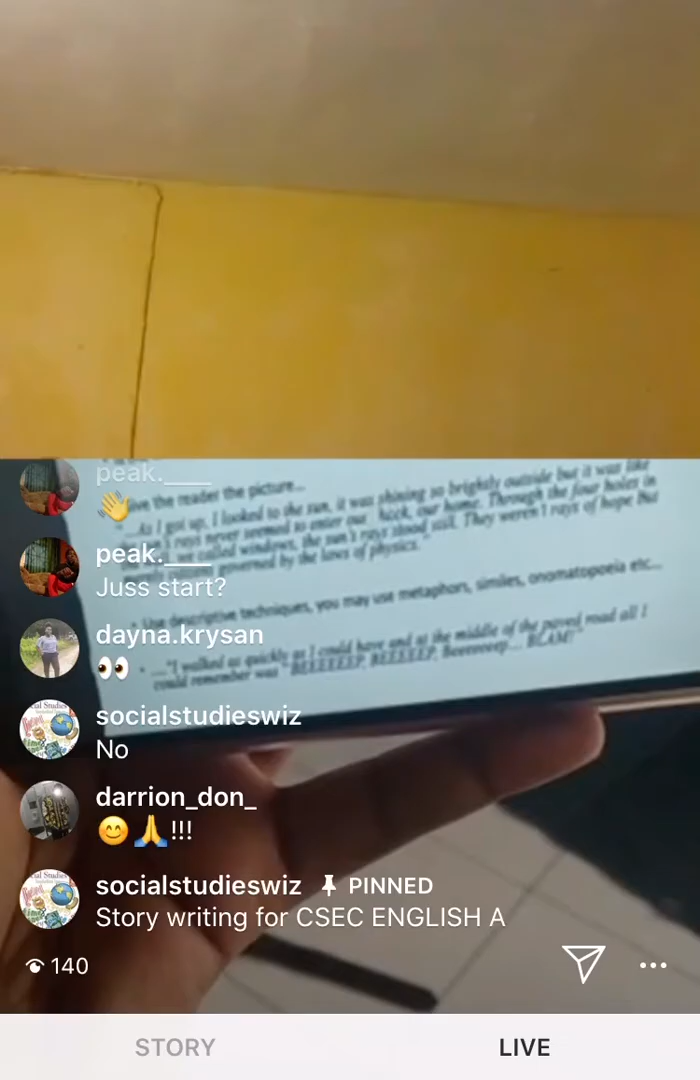 peak.____
👋
ve the reader the picture...
...As I got up, I looked to the sun, it was shining so brightly outside but it was like
sun's rays never seemed to enter our hock, our home. Through the four holes in
we called windows, the sun's rays stood still. They weren't rays of hope But
governed by the laws of physics."
peak.____
Juss start?
Use descriptive techniques, you may use metaphors, similes, onomatopoeia etc...
dayna.krysan
👀
...."I walked as quickly as I could have and at the middle of the paved road all I
could remember was "BEEEEEEP, BEEEEEP, Beeeeeeep... BLAM!"
socialstudieswiz
No
darrion_don_
😊🙏!!!
socialstudieswiz PINNED
Story writing for CSEC ENGLISH A
140
STORY LIVE